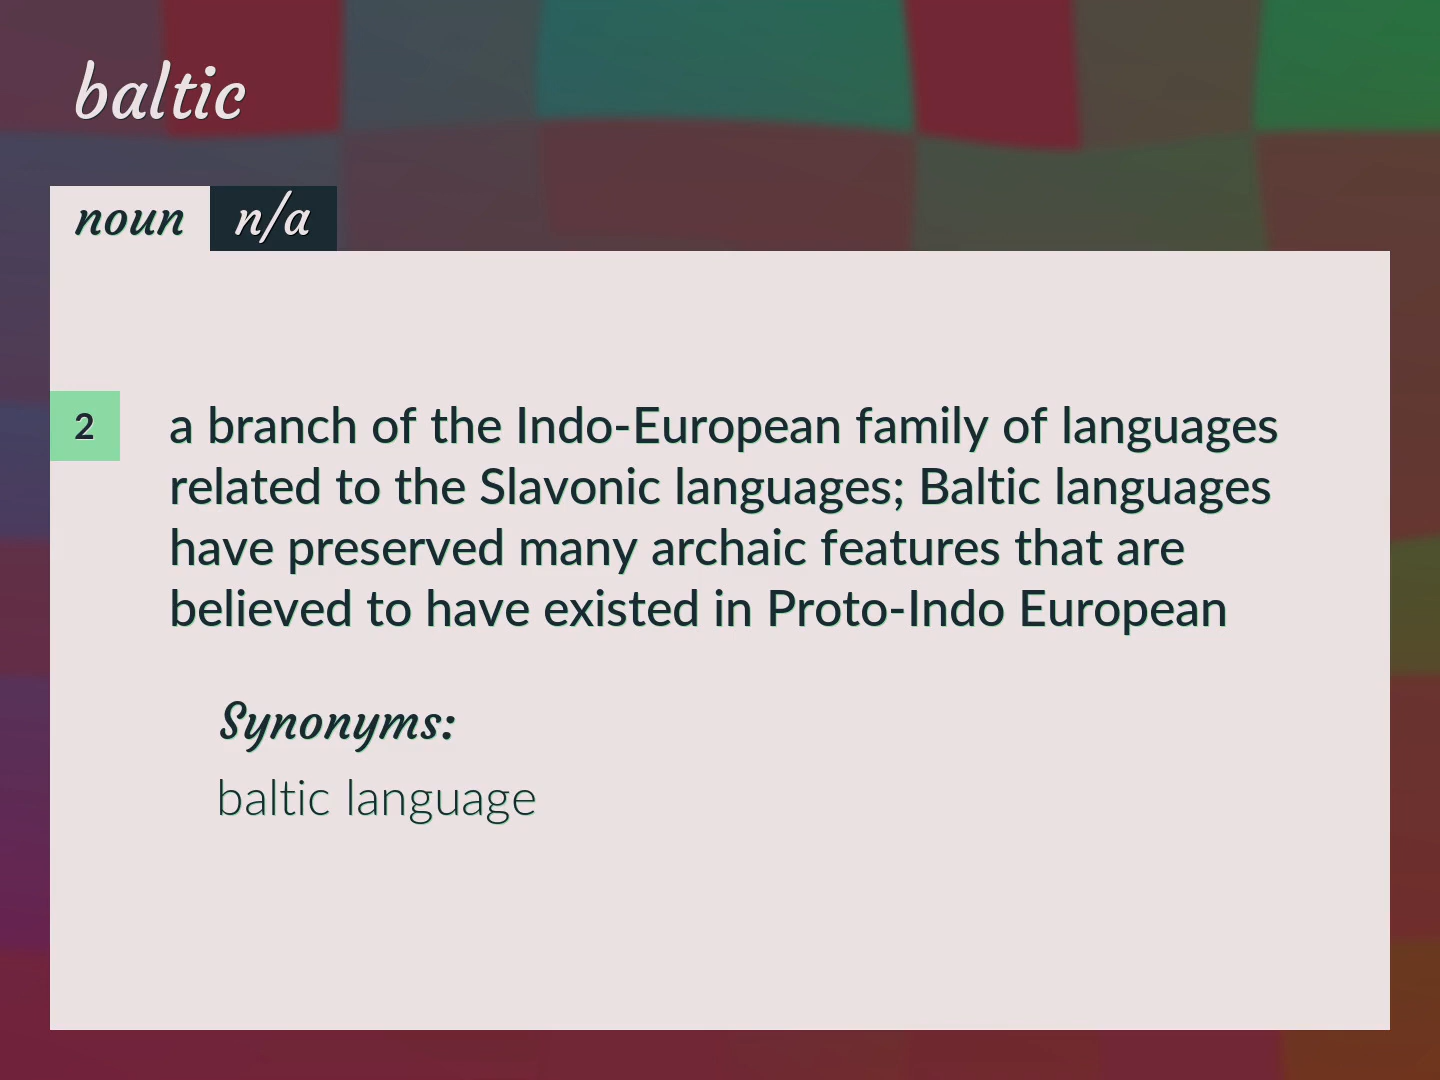 baltic
noun n/a
2 a branch of the Indo-European family of languages
related to the Slavonic languages; Baltic languages
have preserved many archaic features that are
believed to have existed in Proto-Indo European
Synonyms:
baltic language